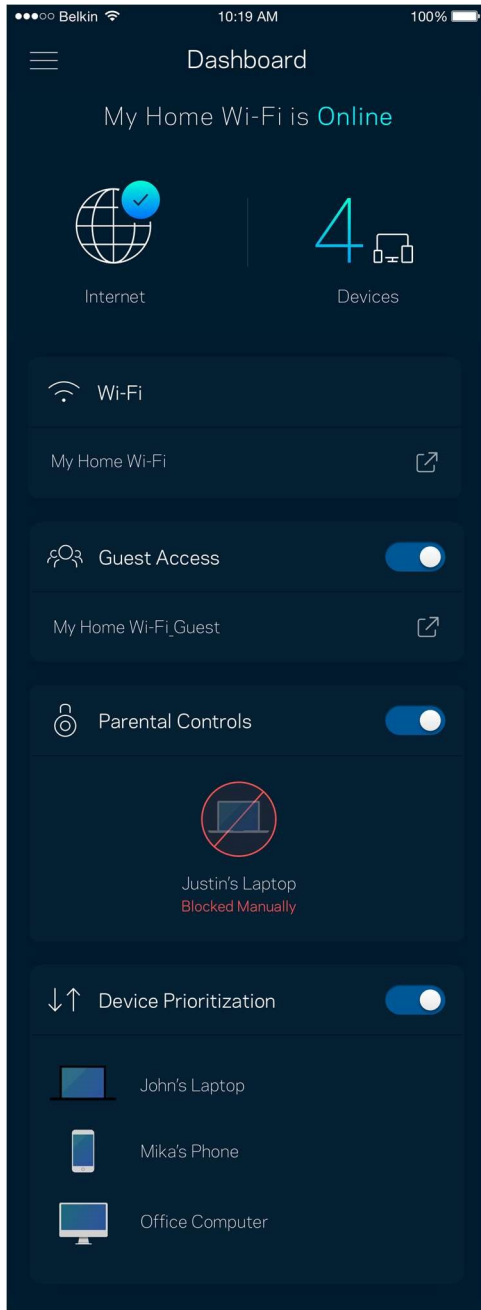 Belkin 10:19 AM 100%
Dashboard
My Home Wi-Fi is Online
4
Internet Devices
Wi-Fi
My Home Wi-Fi
Guest Access
My Home Wi-Fi_Guest
Parental Controls
Justin's Laptop
Blocked Manually
Device Prioritization
John's Laptop
Mika's Phone
Office Computer